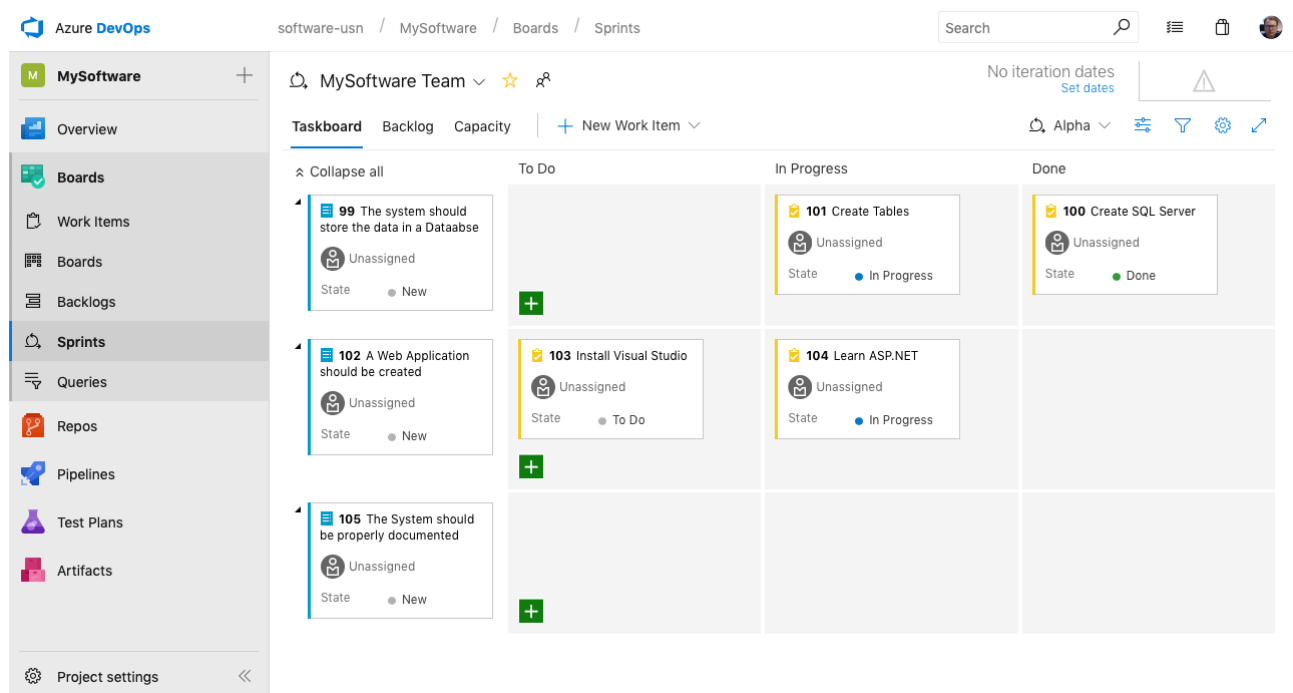 Azure DevOps
software-usn / MySoftware / Boards / Sprints
Search
M MySoftware
Overview
Boards
Work Items
Boards
Backlogs
Sprints
Queries
Repos
Pipelines
Test Plans
Artifacts
Project settings
MySoftware Team
No iteration dates
Set dates
Taskboard Backlog Capacity New Work Item
Alpha
Collapse all
To Do
In Progress
Done
99 The system should
store the data in a Dataabse
Unassigned
State New
101 Create Tables
Unassigned
State In Progress
100 Create SQL Server
Unassigned
State Done
102 A Web Application
should be created
Unassigned
State New
103 Install Visual Studio
Unassigned
State To Do
104 Learn ASP.NET
Unassigned
State In Progress
105 The System should
be properly documented
Unassigned
State New